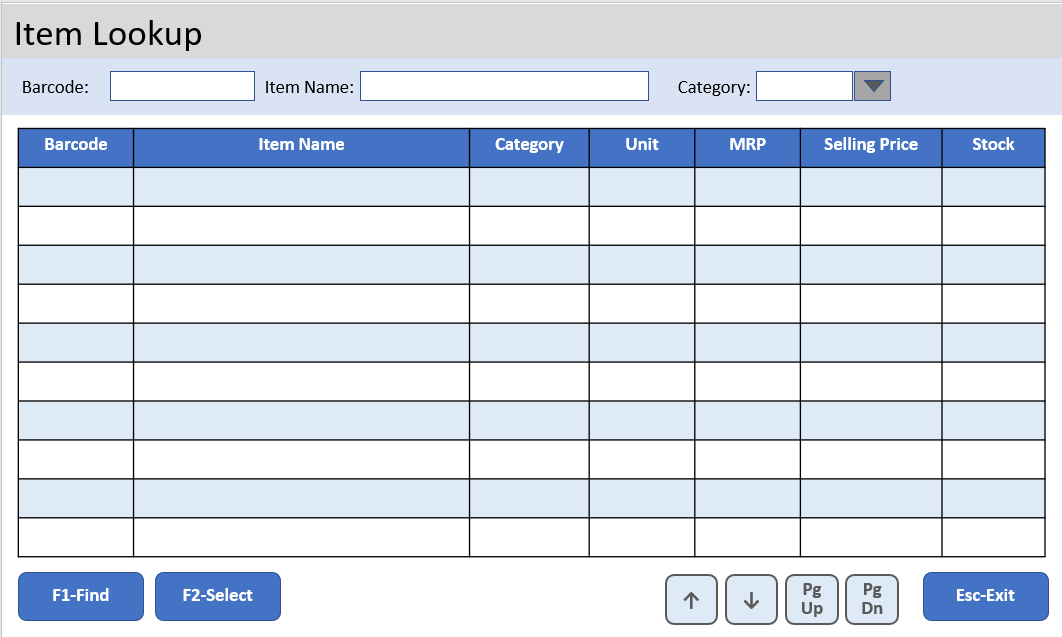 Item Lookup
Barcode: Item Name: Category:
Barcode Item Name Category Unit MRP Selling Price Stock
F1-Find F2-Select ↑ ↓ Pg Up Pg Dn Esc-Exit